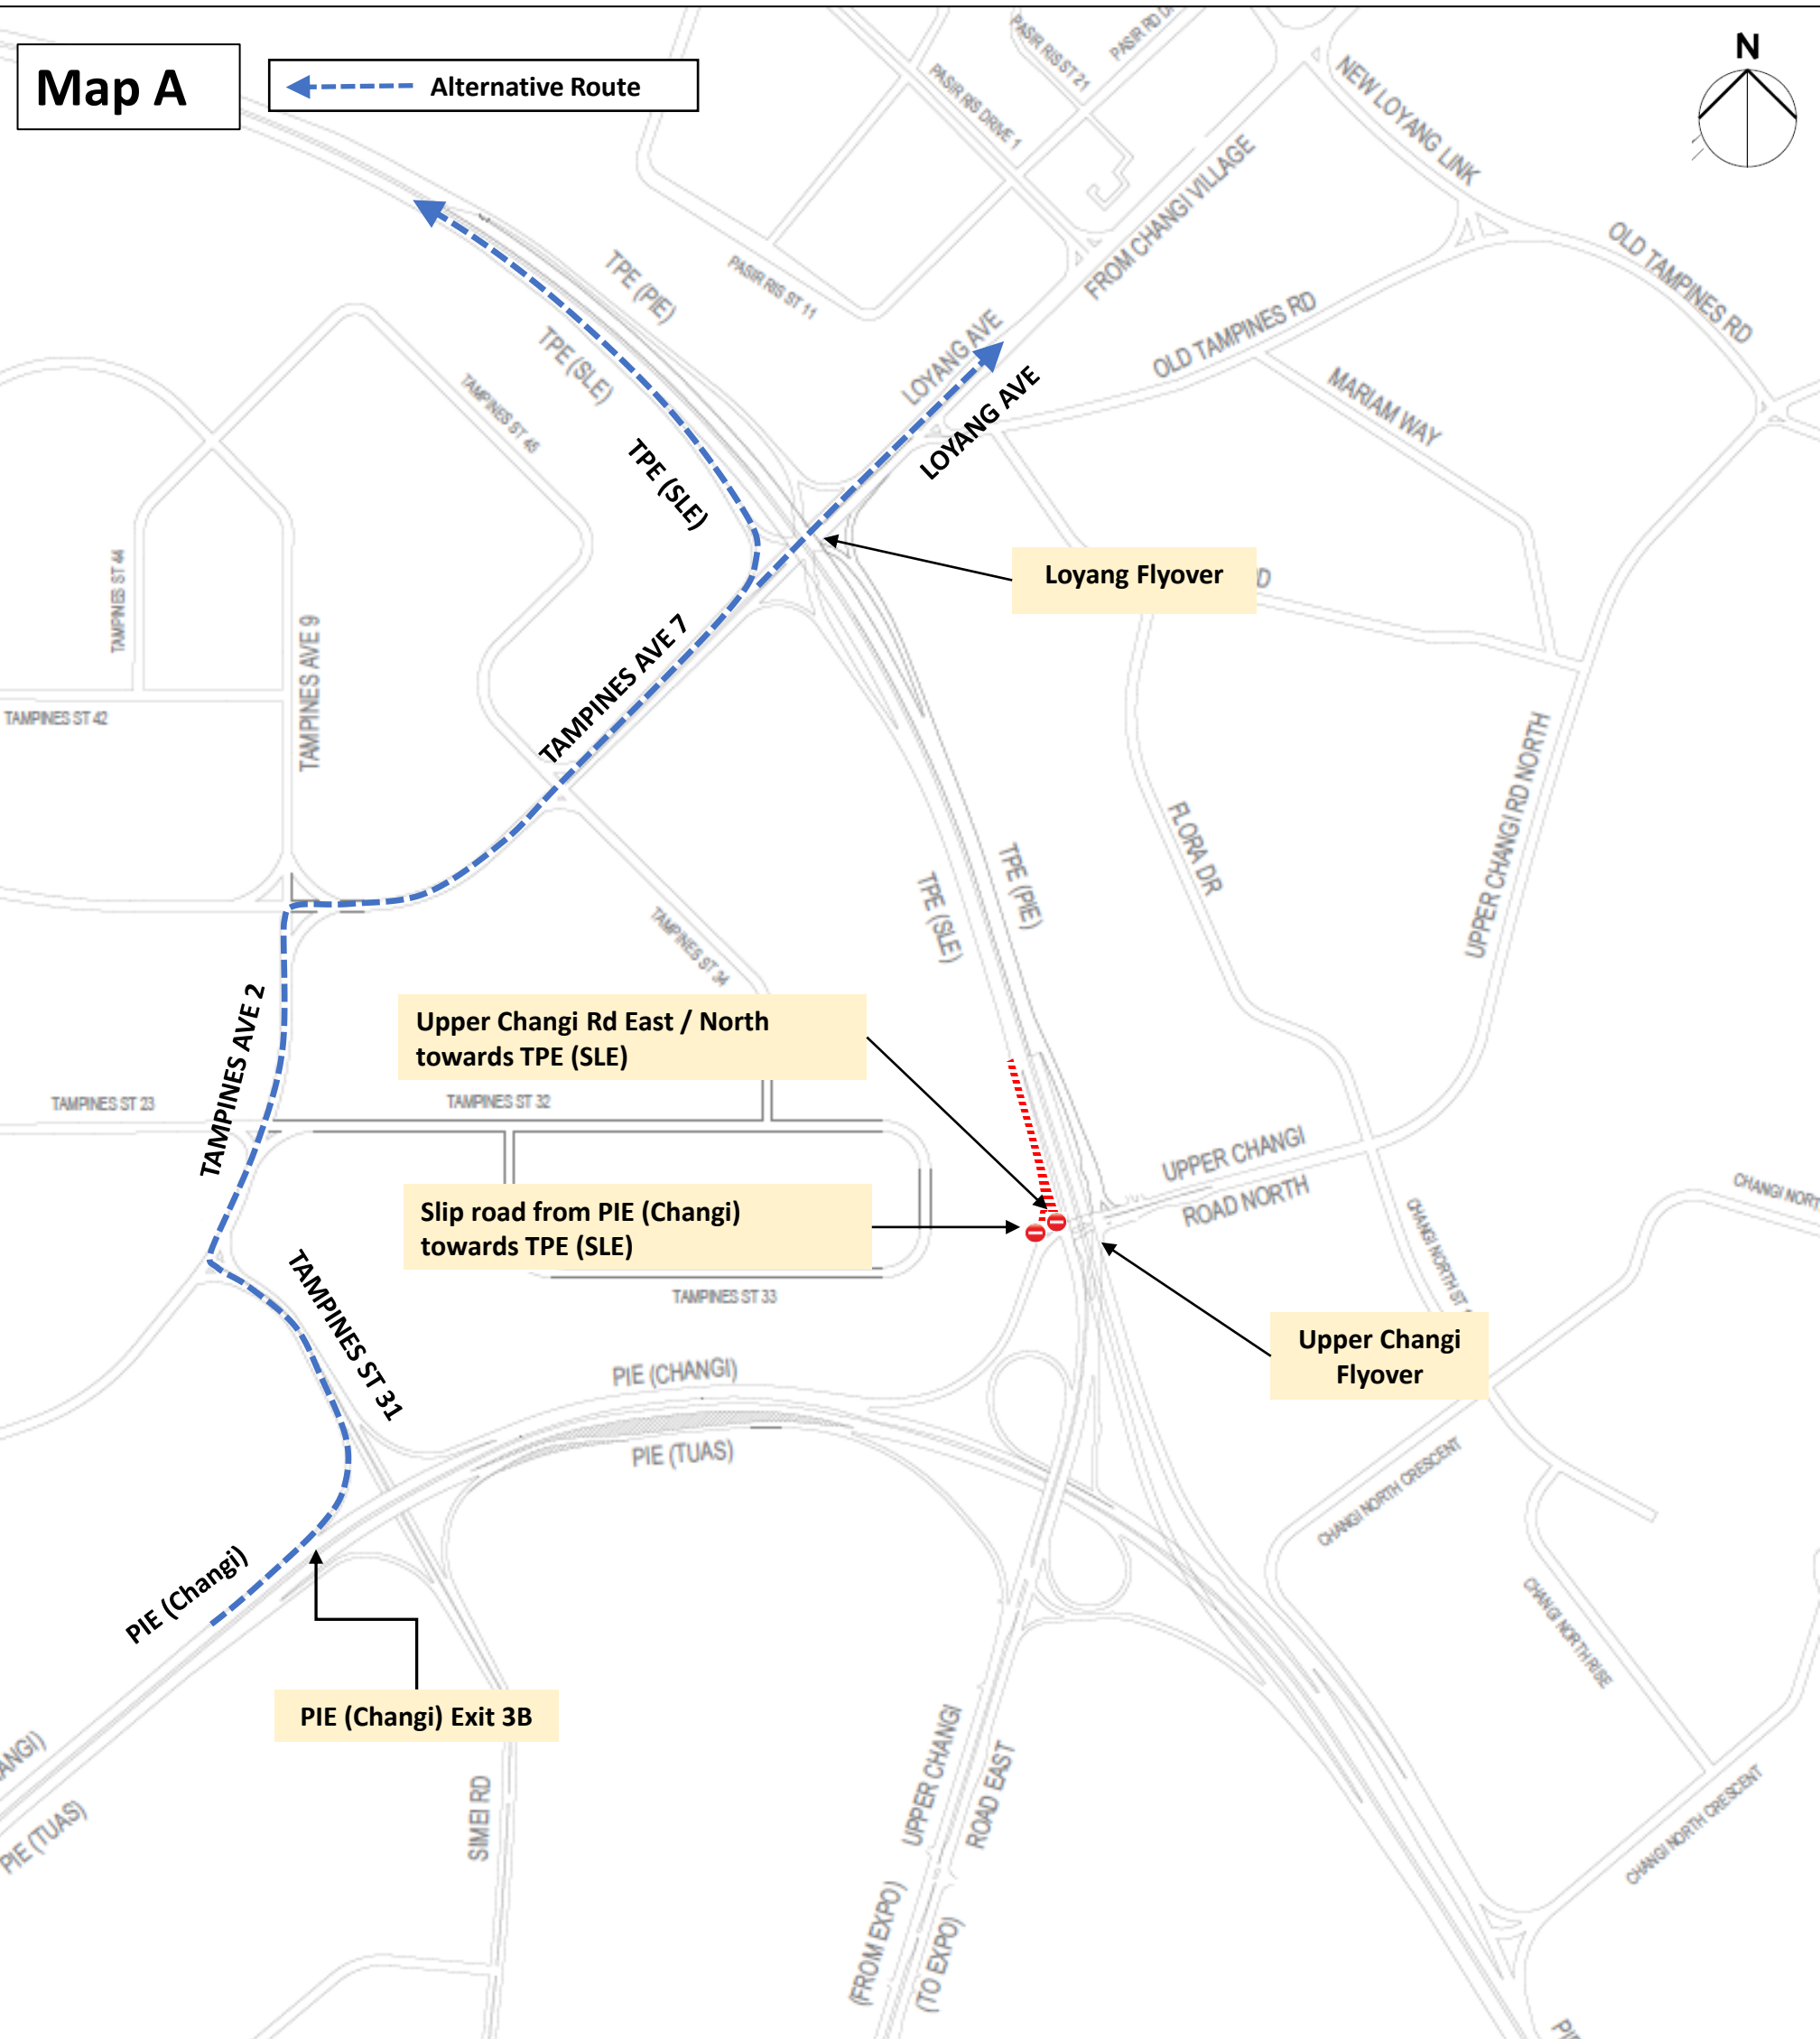 Map A
Alternative Route
N
PASIR RIS ST 21
PASIR RIS DRIVE 1
PASIR RIS ST 11
NEW LOYANG LINK
FROM CHANGI VILLAGE
OLD TAMPINES RD
OLD TAMPINES RD
TPE (PIE)
TPE (SLE)
LOYANG AVE
LOYANG AVE
MARIAM WAY
TAMPINES ST 45
TPE (SLE)
Loyang Flyover
TAMPINES ST 44
TAMPINES AVE 9
TAMPINES AVE 7
TAMPINES ST 42
UPPER CHANGI RD NORTH
FLORA DR
TPE (PIE)
TPE (SLE)
TAMPINES ST 34
TAMPINES AVE 2
Upper Changi Rd East / North
towards TPE (SLE)
TAMPINES ST 23
TAMPINES ST 32
UPPER CHANGI
ROAD NORTH
Slip road from PIE (Changi)
towards TPE (SLE)
TAMPINES ST 33
CHANGI NORTH ST
TAMPINES ST 31
Upper Changi
Flyover
PIE (CHANGI)
PIE (TUAS)
CHANGI NORTH CRESCENT
PIE (Changi)
CHANGI NORTH RISE
PIE (Changi) Exit 3B
UPPER CHANGI
ROAD EAST
SIMEI RD
PIE (TUAS)
CHANGI NORTH CRESCENT
(FROM EXPO)
(TO EXPO)